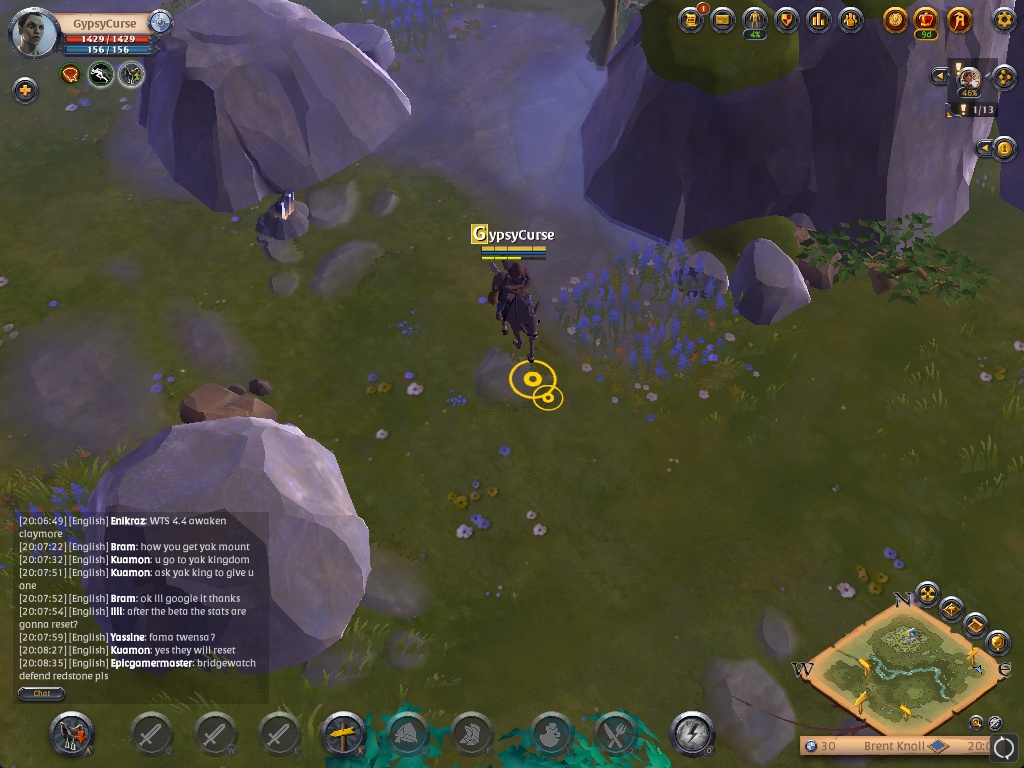 GypsyCurse
1429 / 1429
156 / 156
1
4%
9d
46%
1/13
GypsyCurse
[20:06:49] [English] Enikraz: WTS 4.4 awaken
claymore
[20:07:22] [English] Bram: how you get yak mount
[20:07:32] [English] Kuamon: u go to yak kingdom
[20:07:51] [English] Kuamon: ask yak king to give u
one
[20:07:52] [English] Bram: ok ill google it thanks
[20:07:54] [English] Illi: after the beta the stats are
gonna reset?
[20:07:59] [English] Yassine: fama twensa?
[20:08:27] [English] Kuamon: yes they will reset
[20:08:35] [English] Epicgamermaster: bridgewatch
defend redstone pls
Chat
N
W
E
A
Q
W
E
R
D
F
30 Brent Knoll